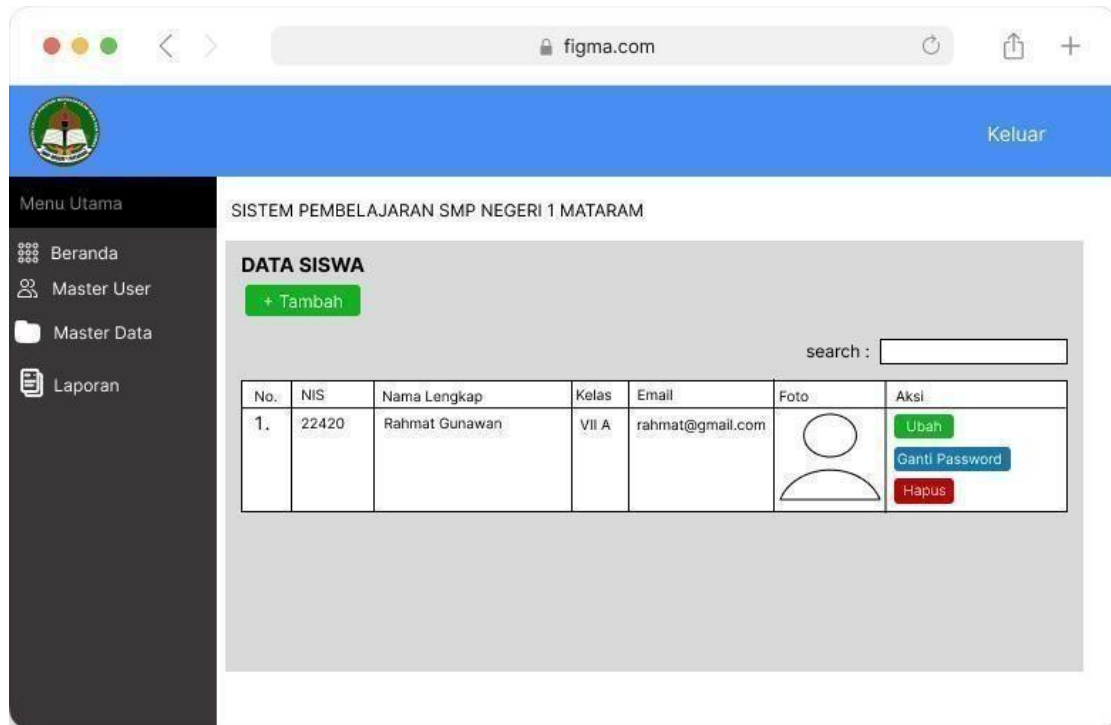 figma.com
Keluar
Menu Utama
Beranda
Master User
Master Data
Laporan
SISTEM PEMBELAJARAN SMP NEGERI 1 MATARAM
DATA SISWA
+ Tambah
search :
No. NIS Nama Lengkap Kelas Email Foto Aksi
1. 22420 Rahmat Gunawan VII A rahmat@gmail.com Ubah
Ganti Password
Hapus